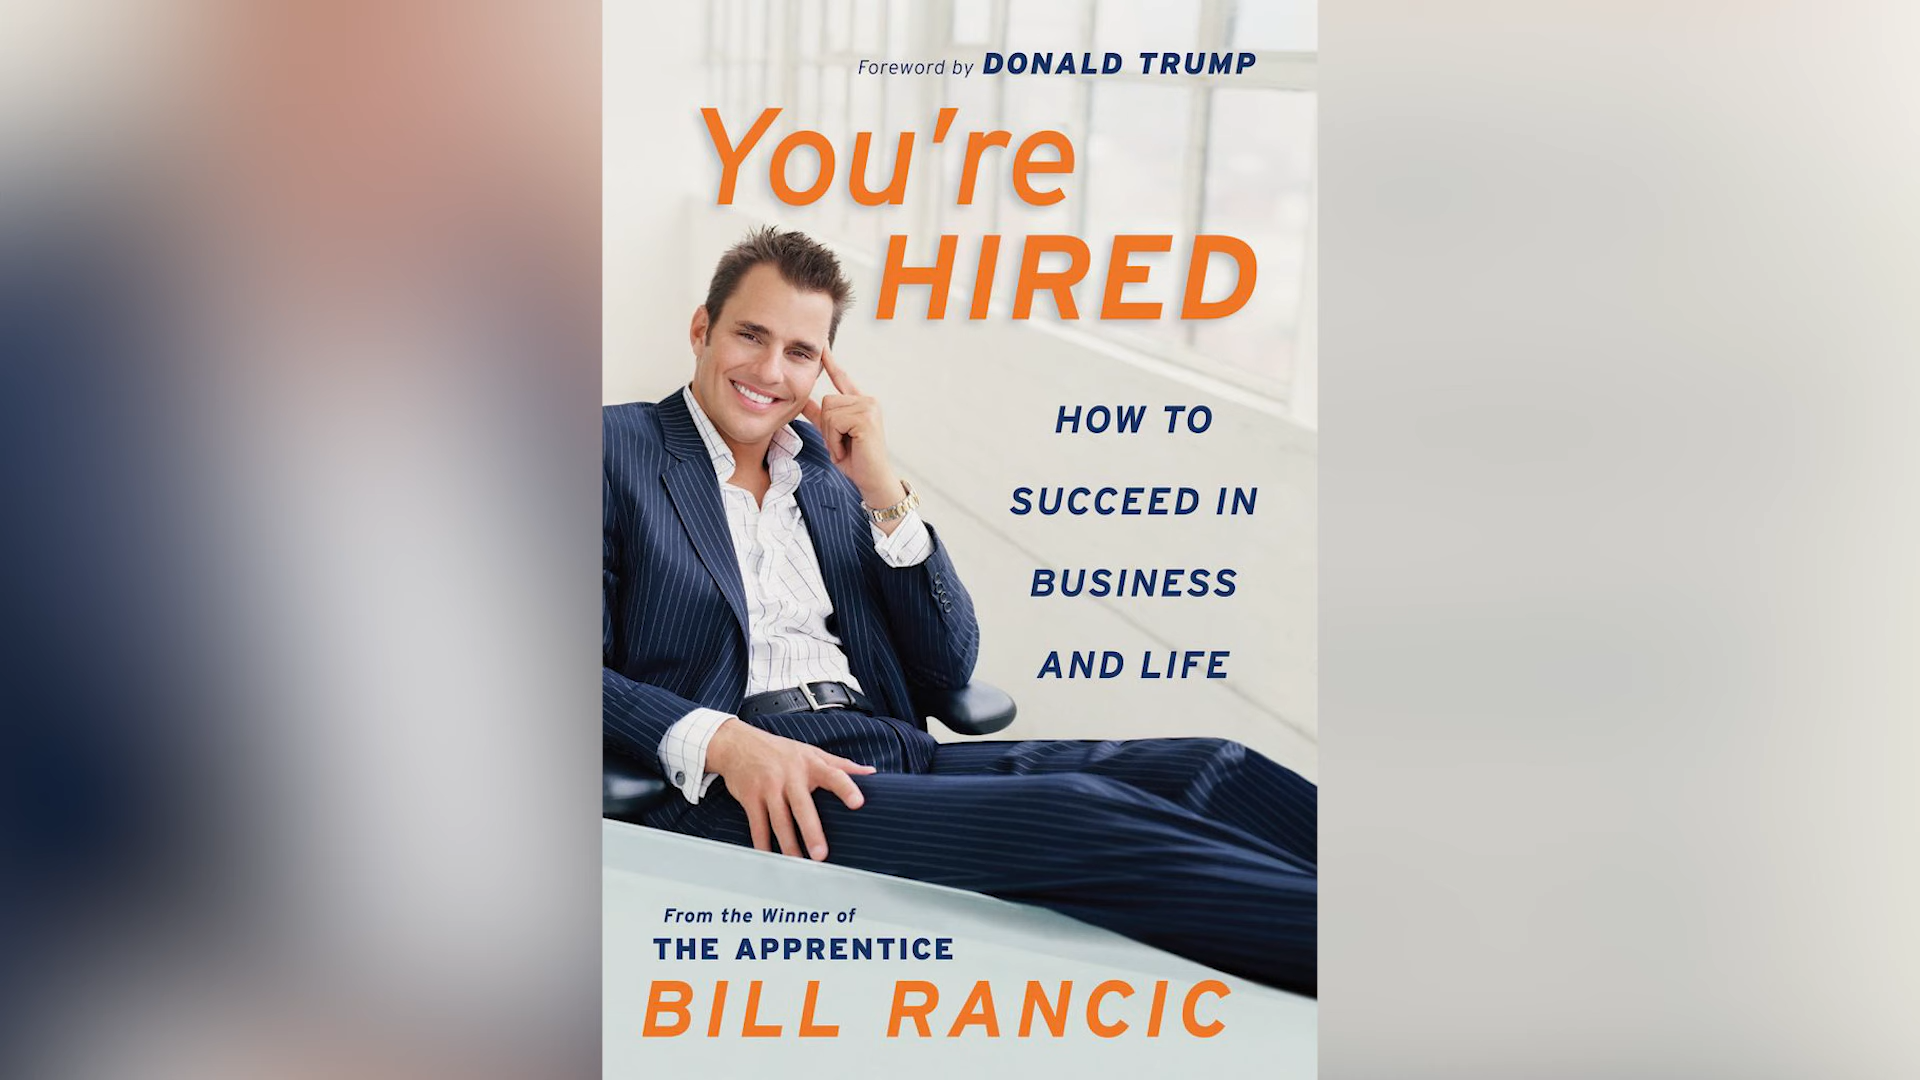 Foreword by DONALD TRUMP
You're
HIRED
HOW TO
SUCCEED IN
BUSINESS
AND LIFE
From the Winner of
THE APPRENTICE
BILL RANCIC